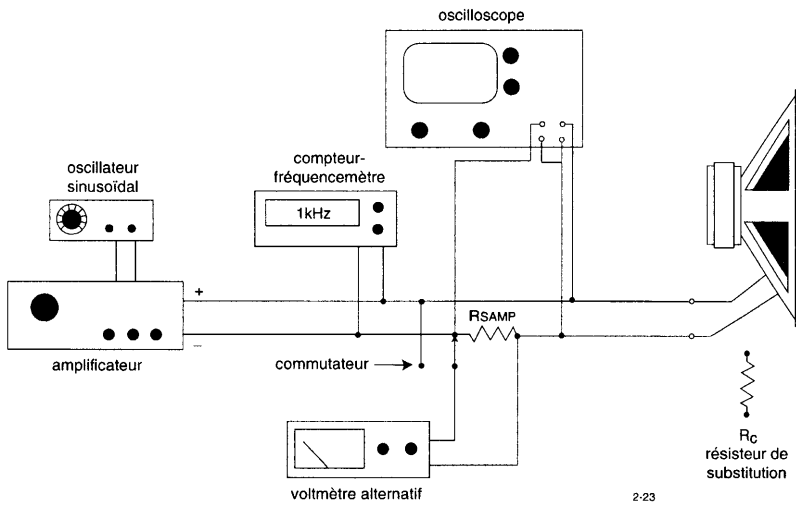 oscilloscope
oscillateur
sinusoïdal
compteur-
fréquencemètre
1kHz
+
RSAMP
–
amplificateur
commutateur
RC
résisteur de
substitution
voltmètre alternatif
2-23